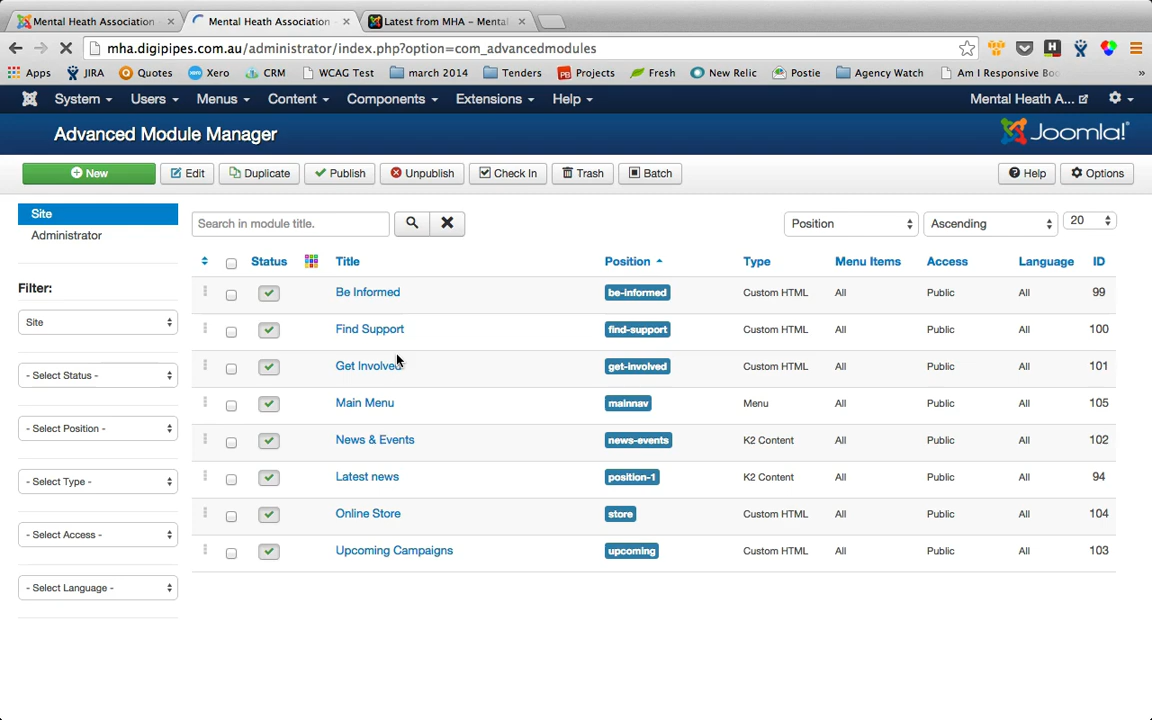 Mental Heath Association
Mental Heath Association
Latest from MHA – Mental
mha.digipipes.com.au/administrator/index.php?option=com_advancedmodules
Apps JIRA Quotes Xero CRM WCAG Test march 2014 Tenders Projects Fresh New Relic Postie Agency Watch Am I Responsive Boo »
System Users Menus Content Components Extensions Help Mental Heath A...
Advanced Module Manager Joomla!®
New Edit Duplicate Publish Unpublish Check In Trash Batch Help Options
Site
Administrator
Filter:
Site
- Select Status -
- Select Position -
- Select Type -
- Select Access -
- Select Language -
Search in module title. Position Ascending 20
Status Title Position Type Menu Items Access Language ID
Be Informed be-informed Custom HTML All Public All 99
Find Support find-support Custom HTML All Public All 100
Get Involved get-involved Custom HTML All Public All 101
Main Menu mainnav Menu All Public All 105
News & Events news-events K2 Content All Public All 102
Latest news position-1 K2 Content All Public All 94
Online Store store Custom HTML All Public All 104
Upcoming Campaigns upcoming Custom HTML All Public All 103